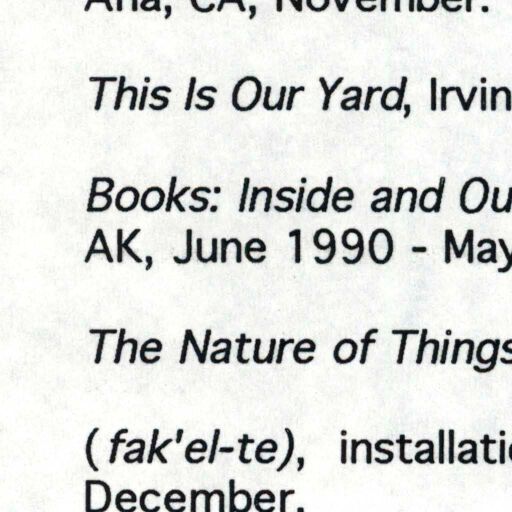 Ana, CA, November.
This Is Our Yard, Irvin
Books: Inside and Ou
AK, June 1990 - May
The Nature of Things
(fak'el-te), installati
December.